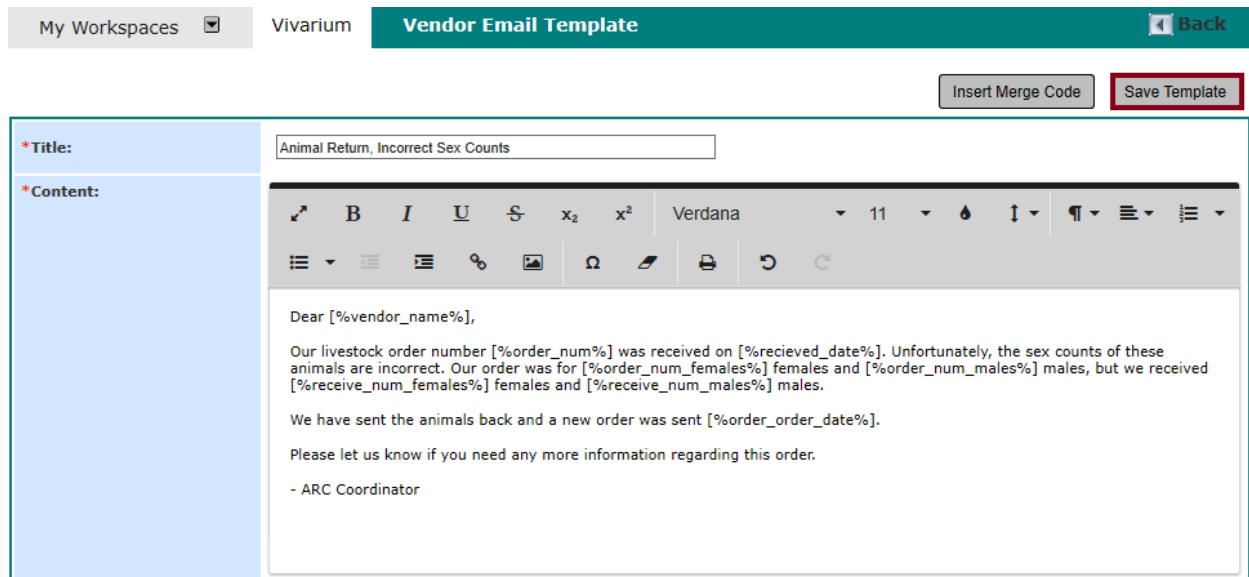 My Workspaces Vivarium Vendor Email Template Back
Insert Merge Code Save Template
*Title: Animal Return, Incorrect Sex Counts
*Content:
B I U S x₂ x² Verdana 11 ¶
Ω
Dear [%vendor_name%],
Our livestock order number [%order_num%] was received on [%recieved_date%]. Unfortunately, the sex counts of these
animals are incorrect. Our order was for [%order_num_females%] females and [%order_num_males%] males, but we received
[%receive_num_females%] females and [%receive_num_males%] males.
We have sent the animals back and a new order was sent [%order_order_date%].
Please let us know if you need any more information regarding this order.
- ARC Coordinator